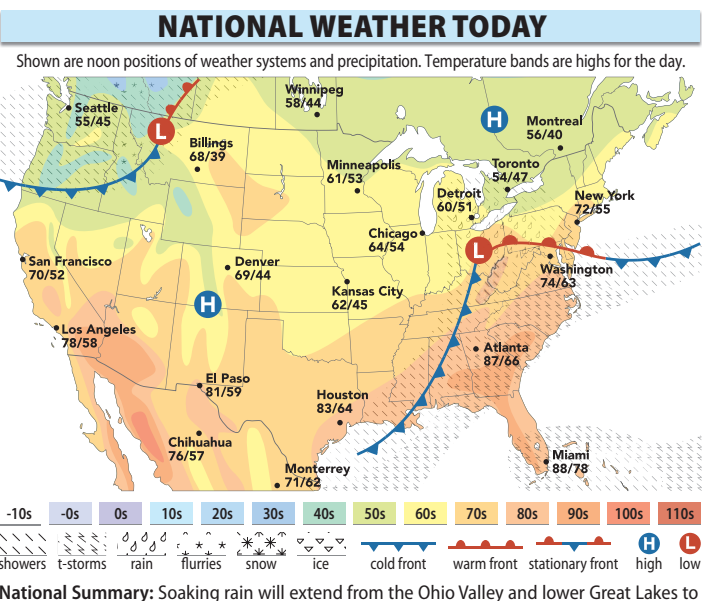 NATIONAL WEATHER TODAY
Shown are noon positions of weather systems and precipitation. Temperature bands are highs for the day.
Winnipeg
58/44
Seattle
55/45
H
Montreal
56/40
L
Billings
68/39
Minneapolis
61/53
Toronto
54/47
Detroit
60/51
New York
72/55
Chicago
64/54
L
San Francisco
70/52
Denver
69/44
Washington
74/63
Kansas City
62/45
H
Los Angeles
78/58
Atlanta
87/66
El Paso
81/59
Houston
83/64
Chihuahua
76/57
Miami
88/78
Monterrey
71/62
-10s -0s 0s 10s 20s 30s 40s 50s 60s 70s 80s 90s 100s 110s
H L
showers t-storms rain flurries snow ice cold front warm front stationary front high low
National Summary: Soaking rain will extend from the Ohio Valley and lower Great Lakes to